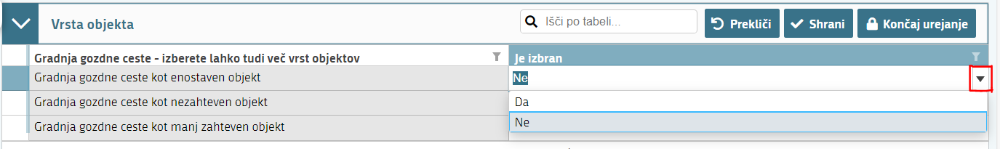 Vrsta objekta
Išči po tabeli...
Prekliči
Shrani
Končaj urejanje
Gradnja gozdne ceste - izberete lahko tudi več vrst objektov
Je izbran
Gradnja gozdne ceste kot enostaven objekt
Ne
Gradnja gozdne ceste kot nezahteven objekt
Da
Gradnja gozdne ceste kot manj zahteven objekt
Ne